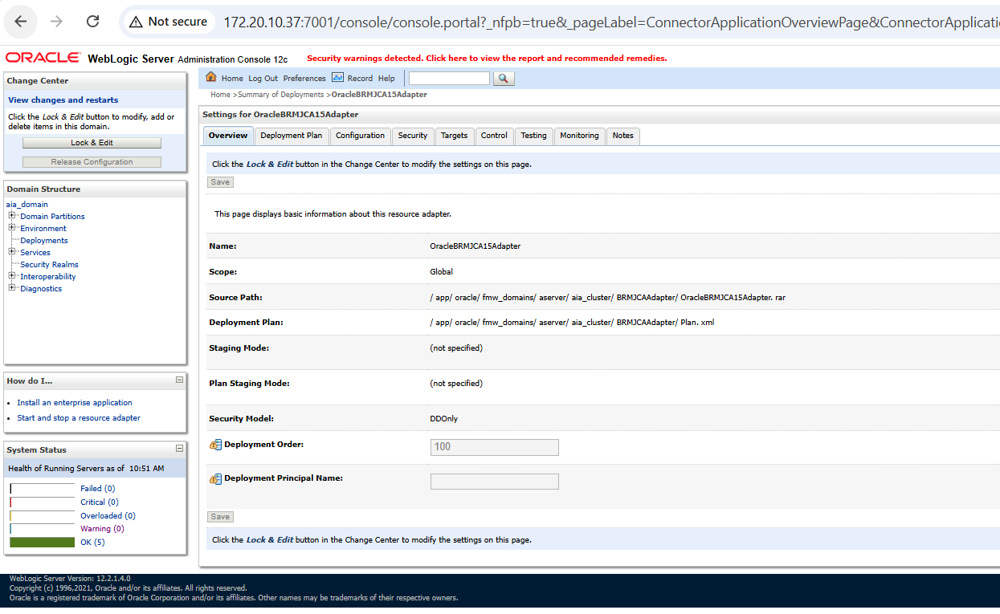 Not secure 172.20.10.37:7001/console/console.portal?_nfpb=true&_pageLabel=ConnectorApplicationOverviewPage&ConnectorApplicati
ORACLE WebLogic Server Administration Console 12c Security warnings detected. Click here to view the report and recommended remedies.
Change Center
View changes and restarts
Click the Lock & Edit button to modify, add or
delete items in this domain.
Lock & Edit
Release Configuration
Domain Structure
aia_domain
Domain Partitions
Environment
Deployments
Services
Security Realms
Interoperability
Diagnostics
How do I...
Install an enterprise application
Start and stop a resource adapter
System Status
Health of Running Servers as of 10:51 AM
Failed (0)
Critical (0)
Overloaded (0)
Warning (0)
OK (5)
Home Log Out Preferences Record Help
Home >Summary of Deployments >OracleBRMJCA15Adapter
Settings for OracleBRMJCA15Adapter
Overview Deployment Plan Configuration Security Targets Control Testing Monitoring Notes
Click the Lock & Edit button in the Change Center to modify the settings on this page.
Save
This page displays basic information about this resource adapter.
Name: OracleBRMJCA15Adapter
Scope: Global
Source Path: / app/ oracle/ fmw_domains/ aserver/ aia_cluster/ BRMJCAAdapter/ OracleBRMJCA15Adapter. rar
Deployment Plan: / app/ oracle/ fmw_domains/ aserver/ aia_cluster/ BRMJCAAdapter/ Plan. xml
Staging Mode: (not specified)
Plan Staging Mode: (not specified)
Security Model: DDOnly
Deployment Order: 100
Deployment Principal Name:
Save
Click the Lock & Edit button in the Change Center to modify the settings on this page.
WebLogic Server Version: 12.2.1.4.0
Copyright (c) 1996,2021, Oracle and/or its affiliates. All rights reserved.
Oracle is a registered trademark of Oracle Corporation and/or its affiliates. Other names may be trademarks of their respective owners.